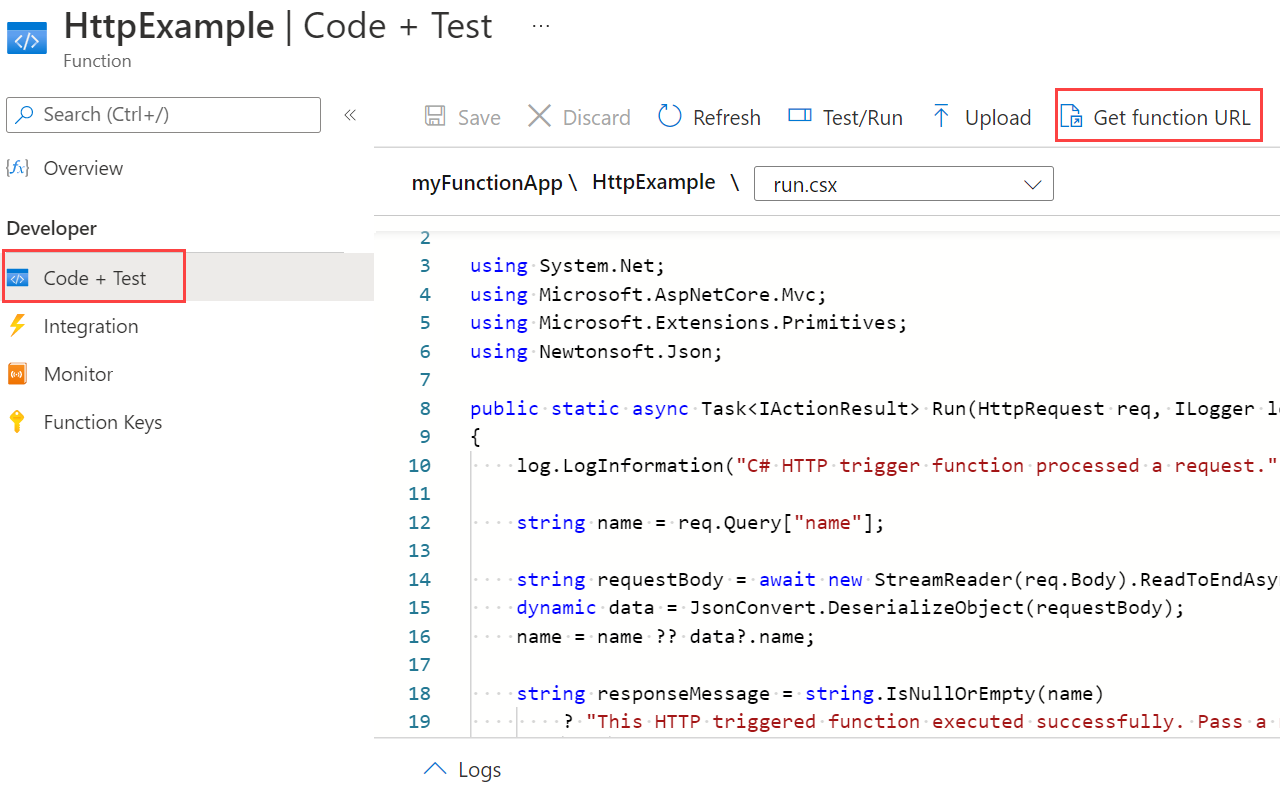 HttpExample | Code + Test ...
Function
Search (Ctrl+/)
«
Overview
Developer
Code + Test
Integration
Monitor
Function Keys
Save Discard Refresh Test/Run Upload Get function URL
myFunctionApp \ HttpExample \ run.csx
2
3 using System.Net;
4 using Microsoft.AspNetCore.Mvc;
5 using Microsoft.Extensions.Primitives;
6 using Newtonsoft.Json;
7
8 public static async Task<IActionResult> Run(HttpRequest req, ILogger
9 {
10 log.LogInformation("C# HTTP trigger function processed a request."
11
12 string name = req.Query["name"];
13
14 string requestBody = await new StreamReader(req.Body).ReadToEndAsy
15 dynamic data = JsonConvert.DeserializeObject(requestBody);
16 name = name ?? data?.name;
17
18 string responseMessage = string.IsNullOrEmpty(name)
19 ? "This HTTP triggered function executed successfully. Pass a
Logs